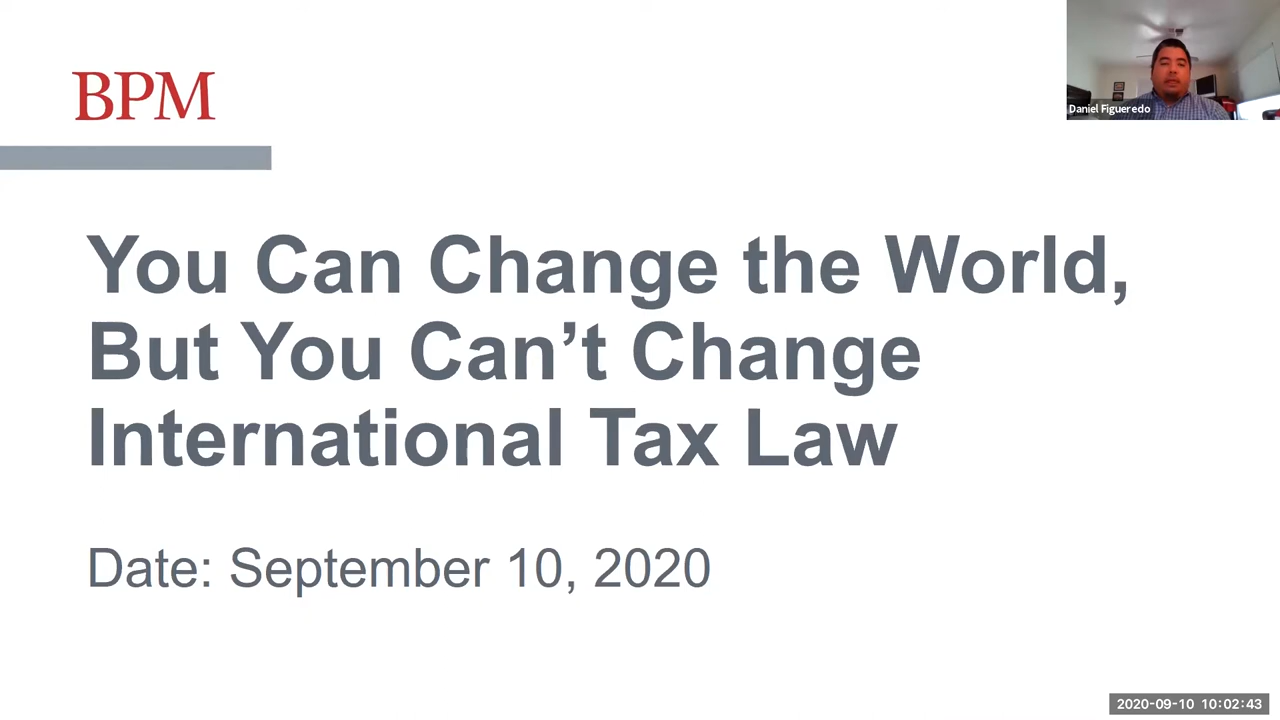 BPM
Daniel Figueredo
You Can Change the World,
But You Can’t Change
International Tax Law
Date: September 10, 2020
2020-09-10 10:02:43